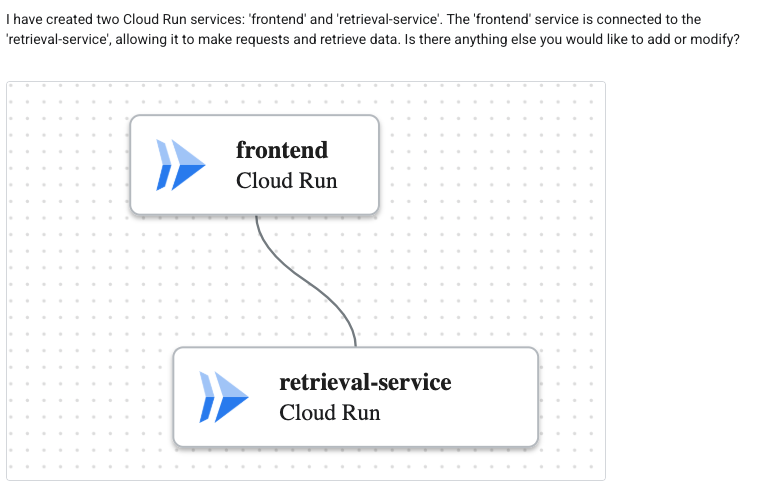 I have created two Cloud Run services: 'frontend' and 'retrieval-service'. The 'frontend' service is connected to the
'retrieval-service', allowing it to make requests and retrieve data. Is there anything else you would like to add or modify?
frontend
Cloud Run
retrieval-service
Cloud Run